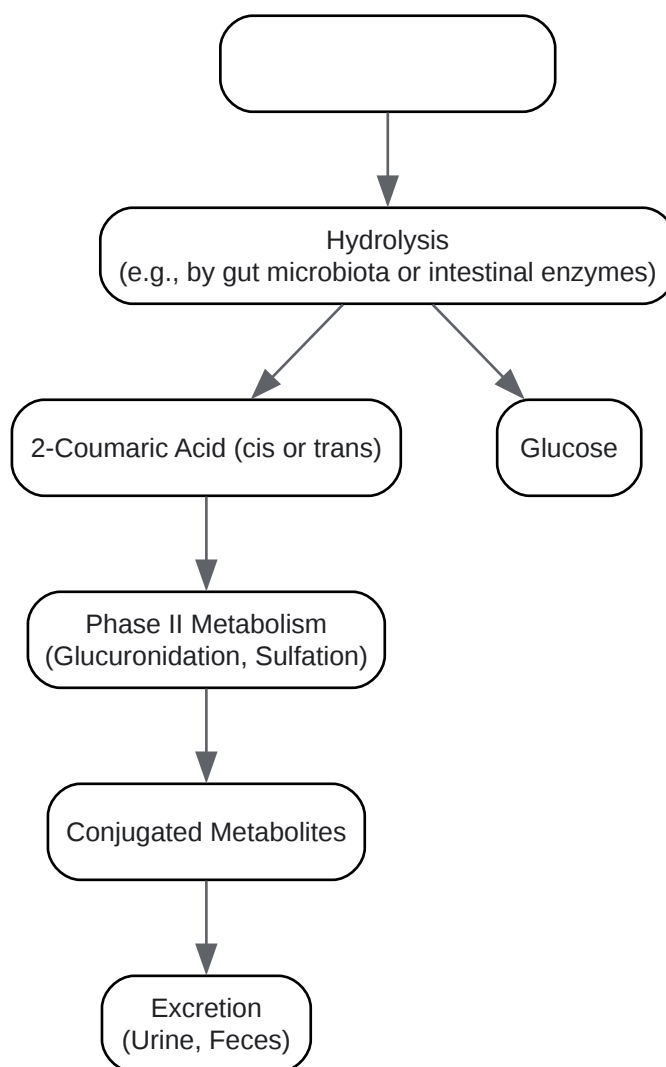 Hydrolysis
(e.g., by gut microbiota or intestinal enzymes)
2-Coumaric Acid (cis or trans)
Glucose
Phase II Metabolism
(Glucuronidation, Sulfation)
Conjugated Metabolites
Excretion
(Urine, Feces)